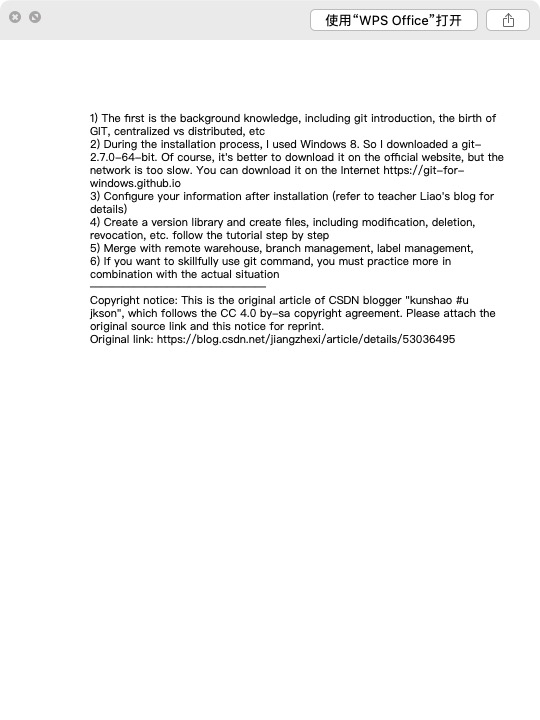 使用“WPS Office”打开
1) The first is the background knowledge, including git introduction, the birth of
GIT, centralized vs distributed, etc
2) During the installation process, I used Windows 8. So I downloaded a git-
2.7.0-64-bit. Of course, it's better to download it on the official website, but the
network is too slow. You can download it on the Internet https://git-for-
windows.github.io
3) Configure your information after installation (refer to teacher Liao's blog for
details)
4) Create a version library and create files, including modification, deletion,
revocation, etc. follow the tutorial step by step
5) Merge with remote warehouse, branch management, label management,
6) If you want to skillfully use git command, you must practice more in
combination with the actual situation
————————————————
Copyright notice: This is the original article of CSDN blogger "kunshao #u
jkson", which follows the CC 4.0 by-sa copyright agreement. Please attach the
original source link and this notice for reprint.
Original link: https://blog.csdn.net/jiangzhexi/article/details/53036495